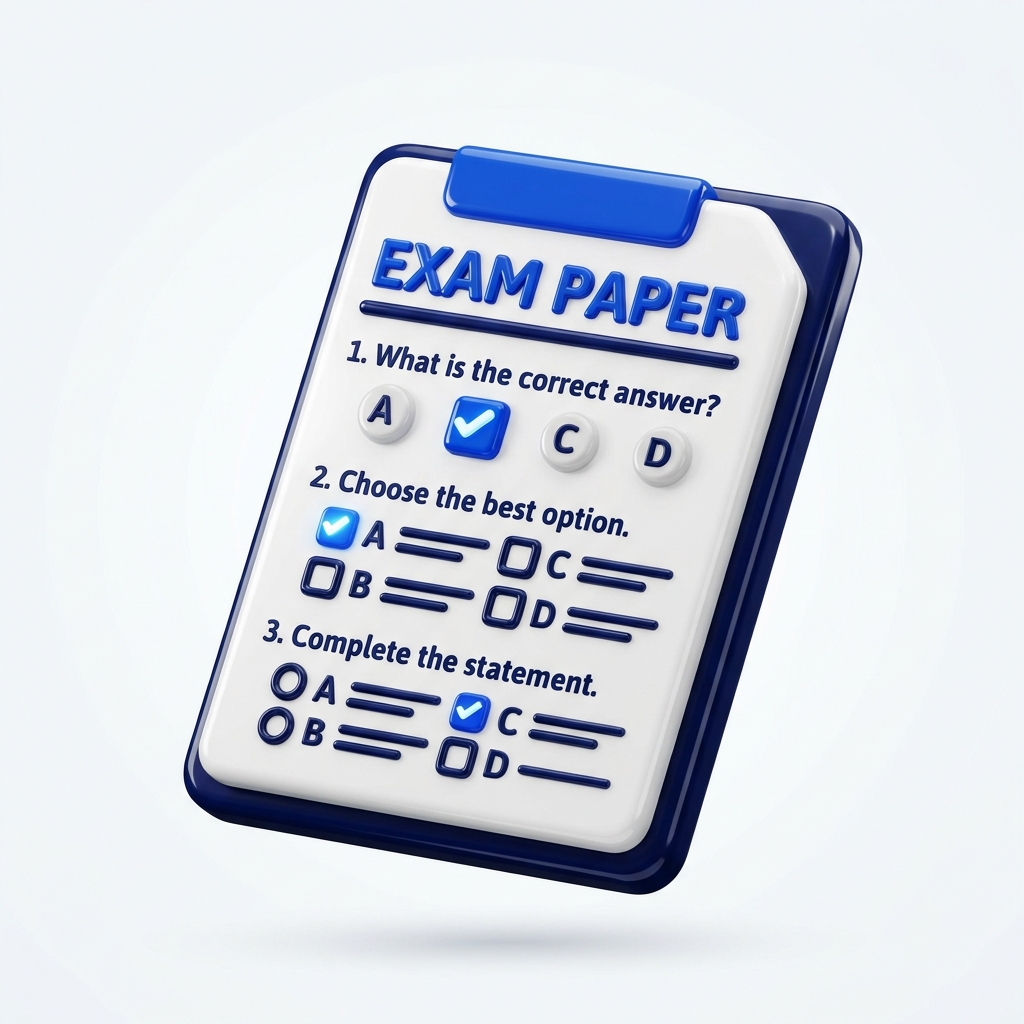 EXAM PAPER
1. What is the correct answer?
A C D
2. Choose the best option.
A C
B D
3. Complete the statement.
A C
B D